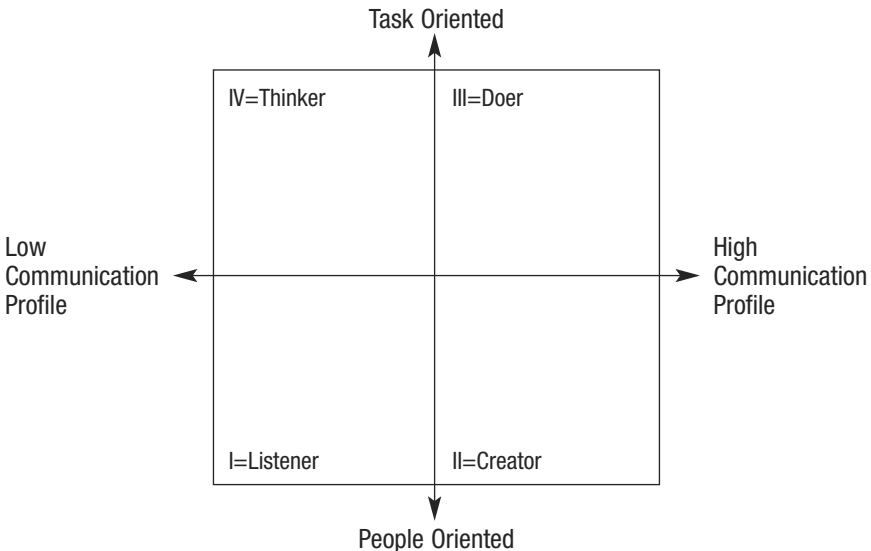 Task Oriented
IV=Thinker
III=Doer
Low
Communication
Profile
High
Communication
Profile
I=Listener
II=Creator
People Oriented